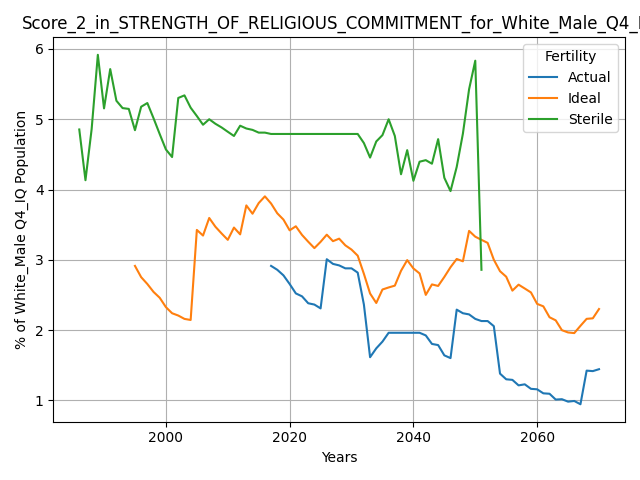 Score_2_in_STRENGTH_OF_RELIGIOUS_COMMITMENT_for_White_Male_Q4_I
Fertility
Actual
Ideal
Sterile
% of White_Male Q4_IQ Population
6
5
4
3
2
1
2000 2020 2040 2060
Years